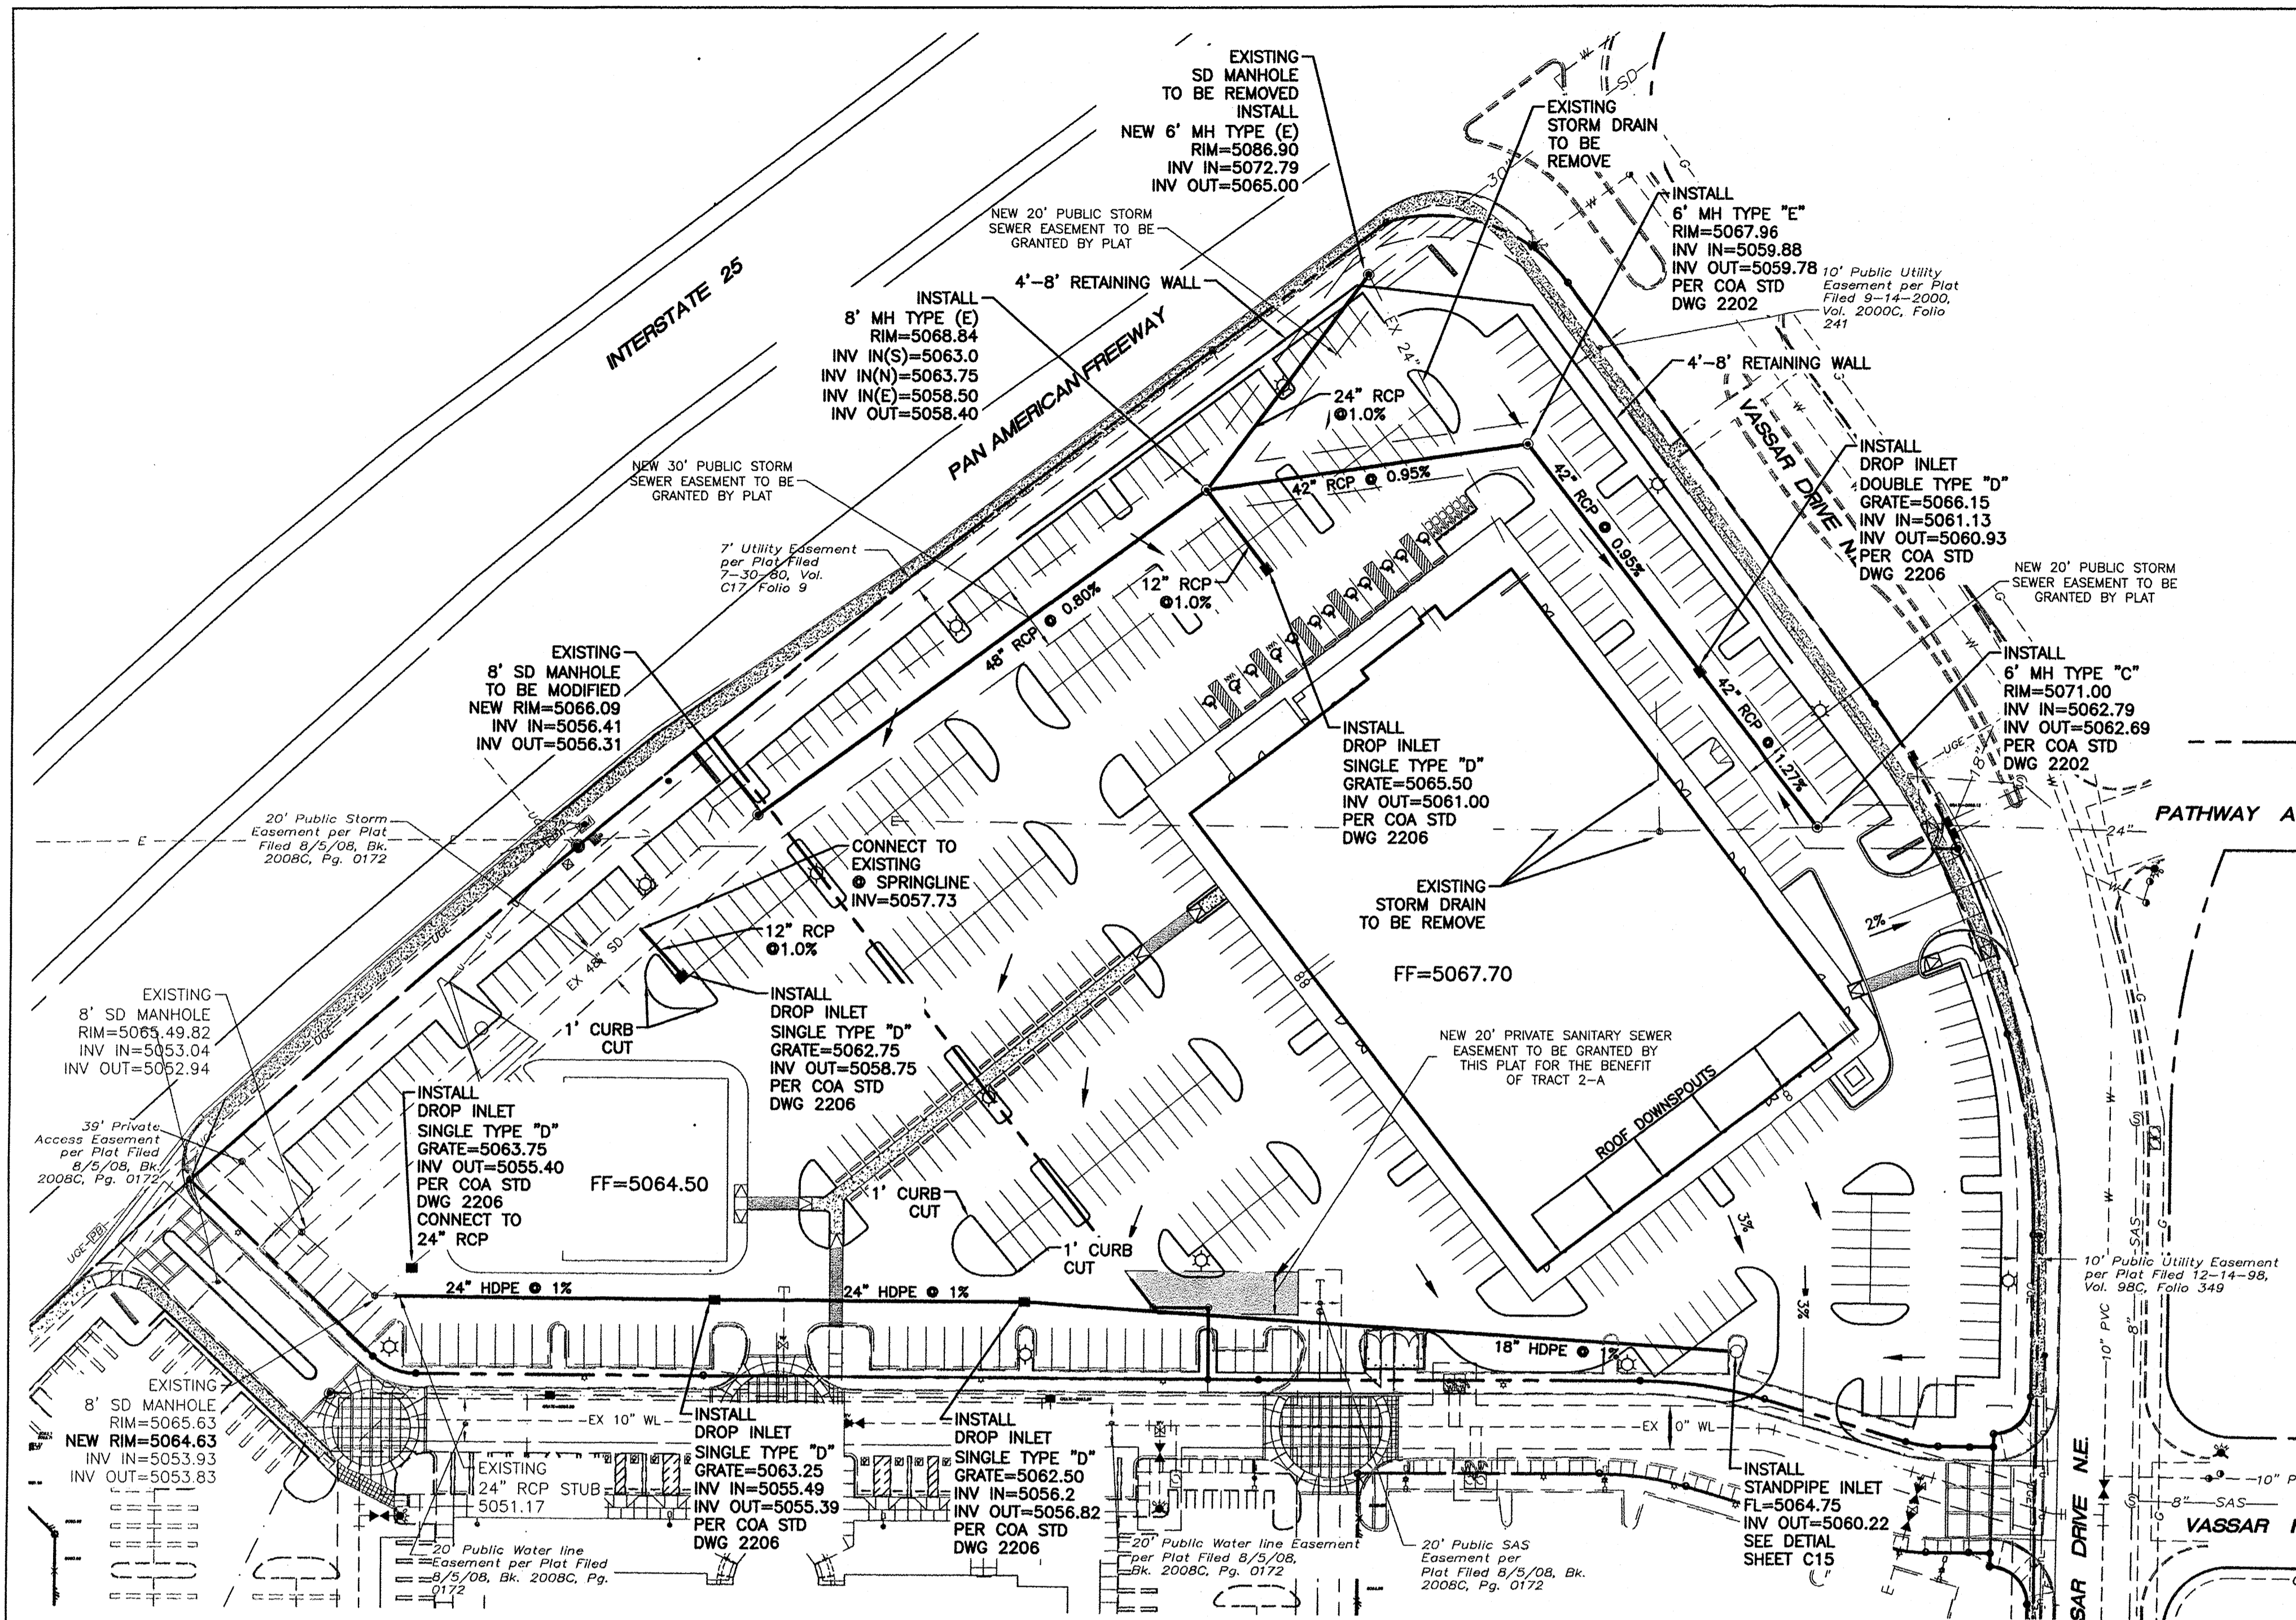 EXISTING
SD MANHOLE
TO BE REMOVED
INSTALL
NEW 6' MH TYPE (E)
RIM=5086.90
INV IN=5072.79
INV OUT=5065.00
EXISTING
STORM DRAIN
TO BE
REMOVE
SD
W
G
30"
INSTALL
6' MH TYPE "E"
RIM=5067.96
INV IN=5059.88
INV OUT=5059.78
PER COA STD
DWG 2202
10' Public Utility
Easement per Plat
Filed 9-14-2000,
Vol. 2000C, Folio
241
NEW 20' PUBLIC STORM
SEWER EASEMENT TO BE
GRANTED BY PLAT
4'-8' RETAINING WALL
INTERSTATE 25
INSTALL
8' MH TYPE (E)
RIM=5068.84
INV IN(S)=5063.0
INV IN(N)=5063.75
INV IN(E)=5058.50
INV OUT=5058.40
PAN AMERICAN FREEWAY
EX 24"
24" RCP
@1.0%
4'-8' RETAINING WALL
VASSAR DRIVE N.E.
INSTALL
DROP INLET
DOUBLE TYPE "D"
GRATE=5066.15
INV IN=5061.13
INV OUT=5060.93
PER COA STD
DWG 2206
NEW 30' PUBLIC STORM
SEWER EASEMENT TO BE
GRANTED BY PLAT
42" RCP @ 0.95%
42" RCP @ 0.95%
7' Utility Easement
per Plat Filed
7-30-80, Vol.
C17 Folio 9
12" RCP
@1.0%
48" RCP @ 0.80%
NEW 20' PUBLIC STORM
SEWER EASEMENT TO BE
GRANTED BY PLAT
EXISTING
8' SD MANHOLE
TO BE MODIFIED
NEW RIM=5066.09
INV IN=5056.41
INV OUT=5056.31
INSTALL
6' MH TYPE "C"
RIM=5071.00
INV IN=5062.79
INV OUT=5062.69
PER COA STD
DWG 2202
42" RCP @ 1.27%
INSTALL
DROP INLET
SINGLE TYPE "D"
GRATE=5065.50
INV OUT=5061.00
PER COA STD
DWG 2206
UGE
18"
24"
PATHWAY A
20' Public Storm
Easement per Plat
Filed 8/5/08, Bk.
2008C, Pg. 0172
E
E
E
CONNECT TO
EXISTING
@ SPRINGLINE
INV=5057.73
12" RCP
@1.0%
EXISTING
STORM DRAIN
TO BE REMOVE
2%
UGE
EX 48" SD
FF=5067.70
EXISTING
8' SD MANHOLE
RIM=5065.49.82
INV IN=5053.04
INV OUT=5052.94
UGE
1' CURB
CUT
INSTALL
DROP INLET
SINGLE TYPE "D"
GRATE=5062.75
INV OUT=5058.75
PER COA STD
DWG 2206
NEW 20' PRIVATE SANITARY SEWER
EASEMENT TO BE GRANTED BY
THIS PLAT FOR THE BENEFIT
OF TRACT 2-A
INSTALL
DROP INLET
SINGLE TYPE "D"
GRATE=5063.75
INV OUT=5055.40
PER COA STD
DWG 2206
CONNECT TO
24" RCP
ROOF DOWNSPOUTS
39' Private
Access Easement
per Plat Filed
8/5/08, Bk.
2008C, Pg. 0172
UGE
FF=5064.50
1' CURB
CUT
1' CURB
CUT
3%
3%
UGE PB
24" HDPE @ 1%
24" HDPE @ 1%
18" HDPE @ 1%
10' Public Utility Easement
per Plat Filed 12-14-98,
Vol. 98C, Folio 349
W
8" SAS
G
10" PVC
EXISTING
8' SD MANHOLE
RIM=5065.63
NEW RIM=5064.63
INV IN=5053.93
INV OUT=5053.83
EX 10" WL
EX 0" WL
EXISTING
24" RCP STUB
5051.17
INSTALL
DROP INLET
SINGLE TYPE "D"
GRATE=5063.25
INV IN=5055.49
INV OUT=5055.39
PER COA STD
DWG 2206
INSTALL
DROP INLET
SINGLE TYPE "D"
GRATE=5062.50
INV IN=5056.2
INV OUT=5056.82
PER COA STD
DWG 2206
INSTALL
STANDPIPE INLET
FL=5064.75
INV OUT=5060.22
SEE DETIAL
SHEET C15
20' Public Water line
Easement per Plat Filed
8/5/08, Bk. 2008C, Pg.
0172
20' Public Water line Easement
per Plat Filed 8/5/08,
Bk. 2008C, Pg. 0172
20' Public SAS
Easement per
Plat Filed 8/5/08, Bk.
2008C, Pg. 0172
SSAR DRIVE N.E.
10" P
8" SAS
VASSAR
E